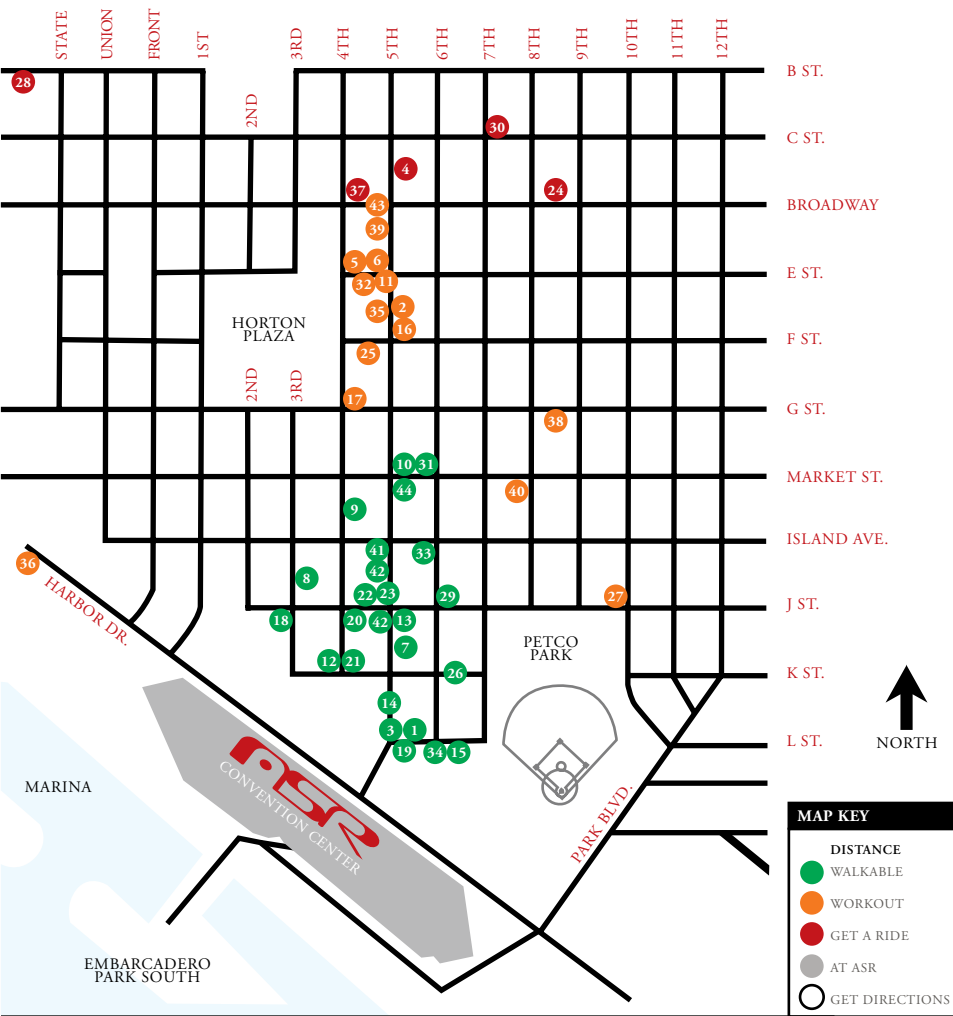 STATE
UNION
FRONT
1ST
2ND
3RD
4TH
5TH
6TH
7TH
8TH
9TH
10TH
11TH
12TH
B ST.
28
30
C ST.
4
37
24
43
BROADWAY
39
5
6
E ST.
32
11
35
2
HORTON
PLAZA
16
F ST.
25
2ND
3RD
17
G ST.
38
10
31
MARKET ST.
44
40
9
ISLAND AVE.
41
33
36
42
8
22
23
29
27
HARBOR DR.
J ST.
18
20
42
13
PETCO
PARK
7
12
21
26
K ST.
14
3
1
L ST.
19
34
15
NORTH
MARINA
ASR
CONVENTION CENTER
PARK BLVD.
EMBARCADERO
PARK SOUTH
MAP KEY
DISTANCE
WALKABLE
WORKOUT
GET A RIDE
AT ASR
GET DIRECTIONS